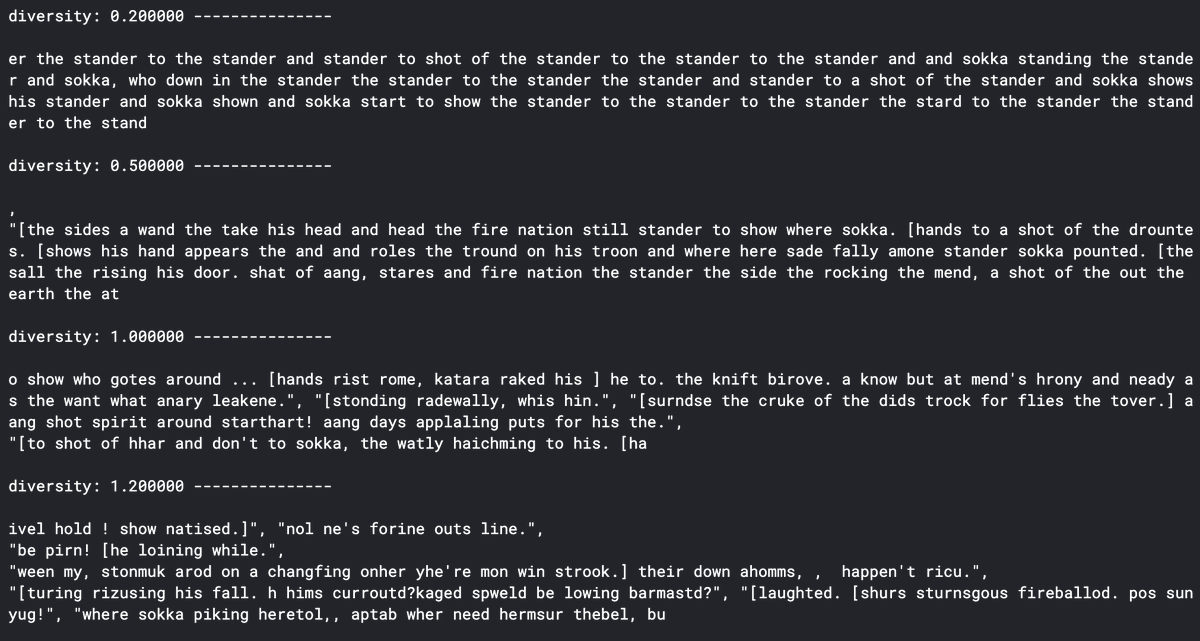 diversity: 0.200000 ---------------
er the stander to the stander and stander to shot of the stander to the stander to the stander and and sokka standing the stande
r and sokka, who down in the stander the stander to the stander the stander and stander to a shot of the stander and sokka shows
his stander and sokka shown and sokka start to show the stander to the stander to the stander the stard to the stander the stand
er to the stand
diversity: 0.500000 ---------------
,
"[the sides a wand the take his head and head the fire nation still stander to show where sokka. [hands to a shot of the drounte
s. [shows his hand appears the and and roles the tround on his troon and where here sade fally amone stander sokka pounted. [the
sall the rising his door. shat of aang, stares and fire nation the stander the side the rocking the mend, a shot of the out the
earth the at
diversity: 1.000000 ---------------
o show who gotes around ... [hands rist rome, katara raked his ] he to. the knift birove. a know but at mend's hrony and neady a
s the want what anary leakene.", "[stonding radewally, whis hin.", "[surndse the cruke of the dids trock for flies the tover.] a
ang shot spirit around starthart! aang days applaling puts for his the.",
"[to shot of hhar and don't to sokka, the watly haichming to his. [ha
diversity: 1.200000 ---------------
ivel hold ! show natised.]", "nol ne's forine outs line.",
"be pirn! [he loining while.",
"ween my, stonmuk arod on a changfing onher yhe're mon win strook.] their down ahomms, ,  happen't ricu.",
"[turing rizusing his fall. h hims curroutd?kaged spweld be lowing barmastd?", "[laughted. [shurs sturnsgous fireballod. pos sun
yug!", "where sokka piking heretol,, aptab wher need hermsur thebel, bu